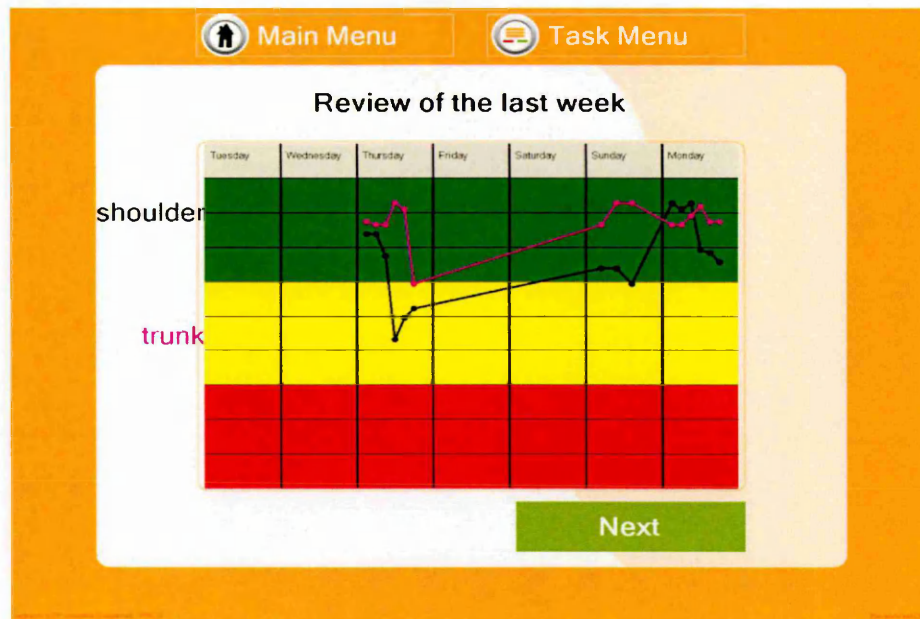 Main Menu
Task Menu
Review of the last week
Tuesday Wednesday Thursday Friday Saturday Sunday Monday
shoulder
trunk
Next